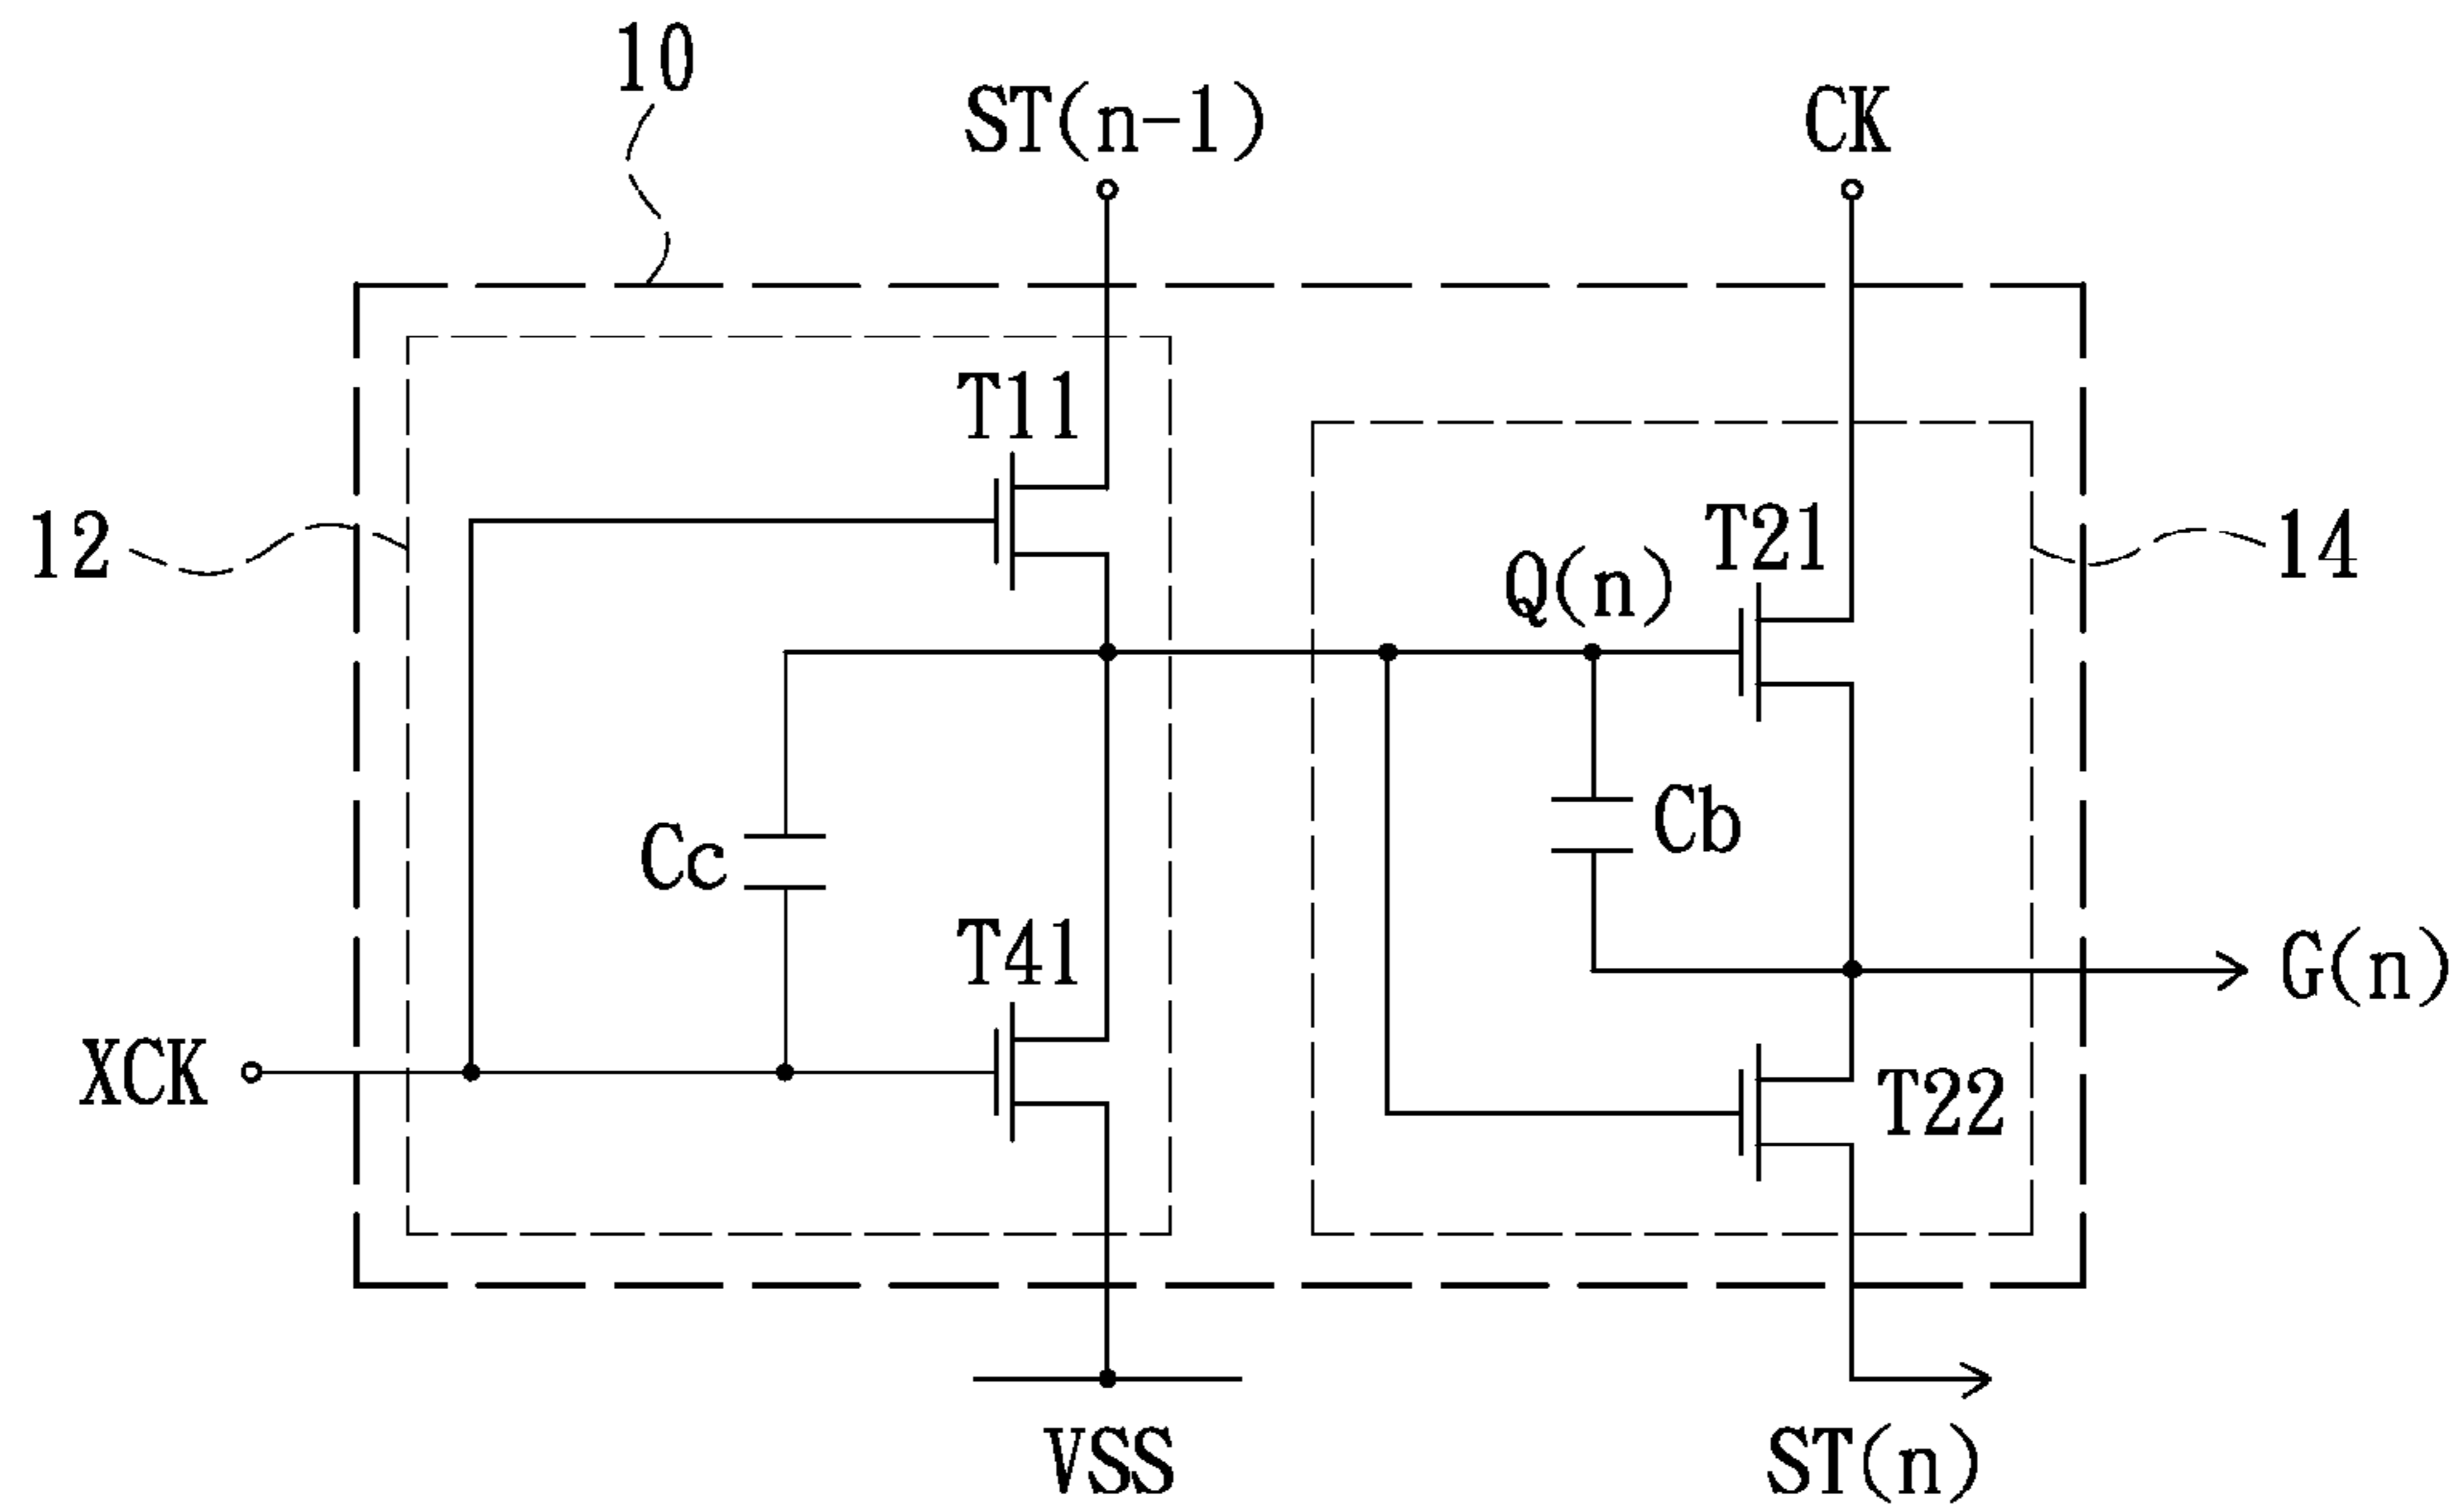 10
ST(n-1)
CK
T11
12
T21
14
Q(n)
Cc
Cb
T41
G(n)
XCK
T22
VSS
ST(n)